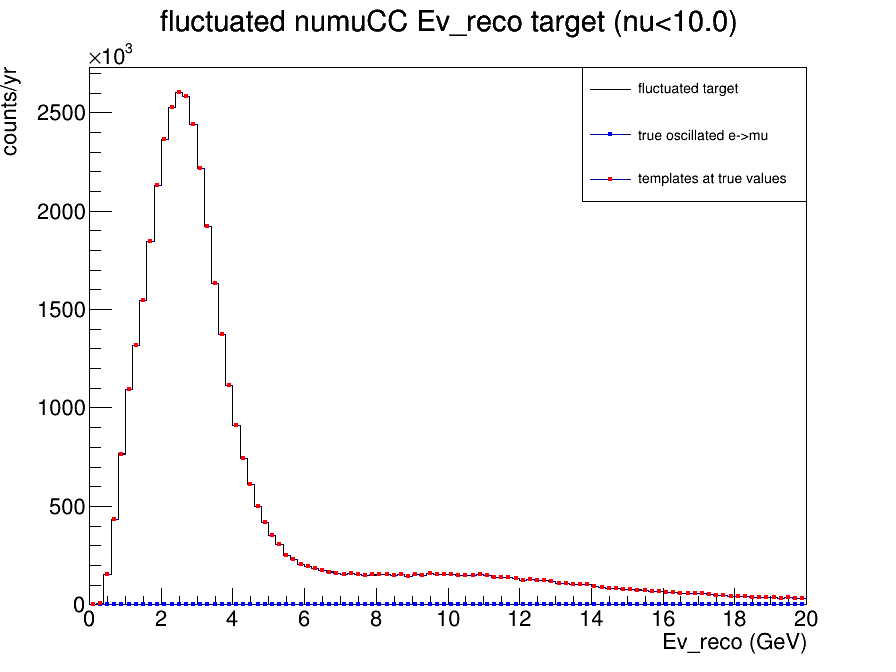 fluctuated numuCC Ev_reco target (nu<10.0)
×10³
counts/yr
fluctuated target
true oscillated e->mu
templates at true values
2500
2000
1500
1000
500
0
0 2 4 6 8 10 12 14 16 18 20
Ev_reco (GeV)